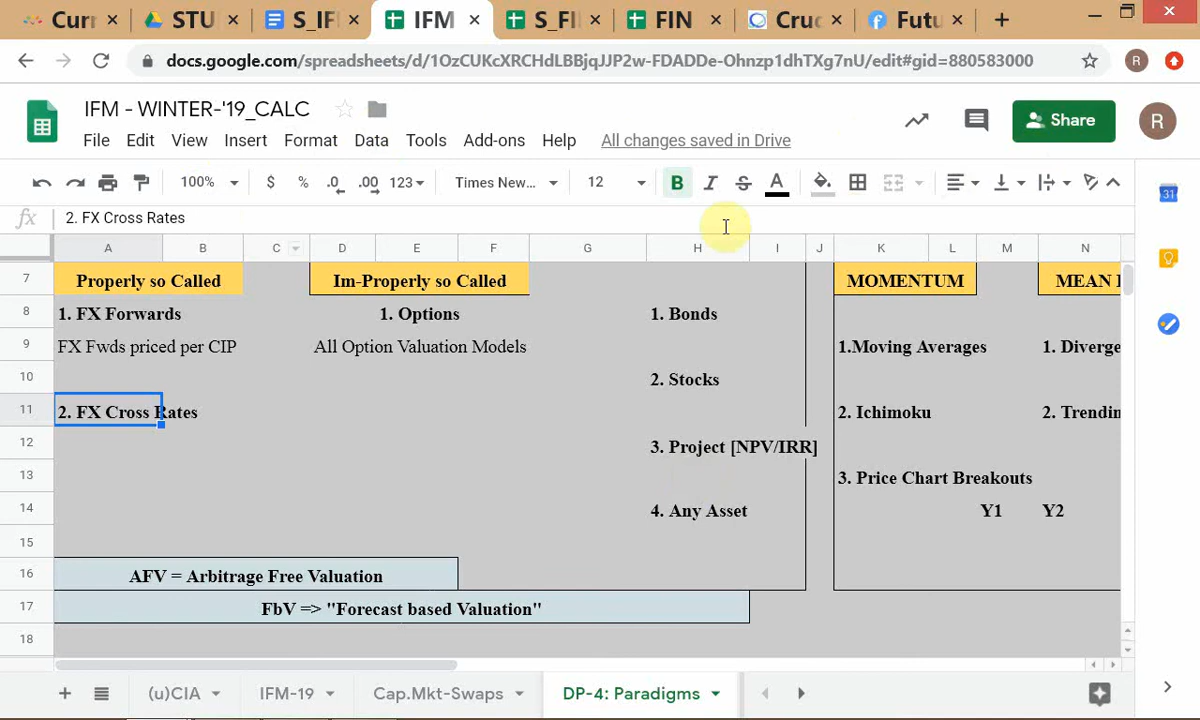 Curr
STU
S_IF
IFM
S_FI
FIN
Cruc
Futu
docs.google.com/spreadsheets/d/1OzCUKcXRCHdLBBjqJJP2w-FDADDe-Ohnzp1dhTXg7nU/edit#gid=880583000
R
IFM - WINTER-'19_CALC
File Edit View Insert Format Data Tools Add-ons Help All changes saved in Drive
Share
R
100% $ % .0 .00 123 Times New... 12 B I S A
31
fx 2. FX Cross Rates
A B C D E F G H I J K L M N
7 Properly so Called Im-Properly so Called MOMENTUM MEAN
8 1. FX Forwards 1. Options 1. Bonds
9 FX Fwds priced per CIP All Option Valuation Models 1.Moving Averages 1. Diverge
10 2. Stocks
11 2. FX Cross Rates 2. Ichimoku 2. Trendin
12 3. Project [NPV/IRR]
13 3. Price Chart Breakouts
14 4. Any Asset Y1 Y2
15
16 AFV = Arbitrage Free Valuation
17 FbV => "Forecast based Valuation"
18
(u)CIA IFM-19 Cap.Mkt-Swaps DP-4: Paradigms